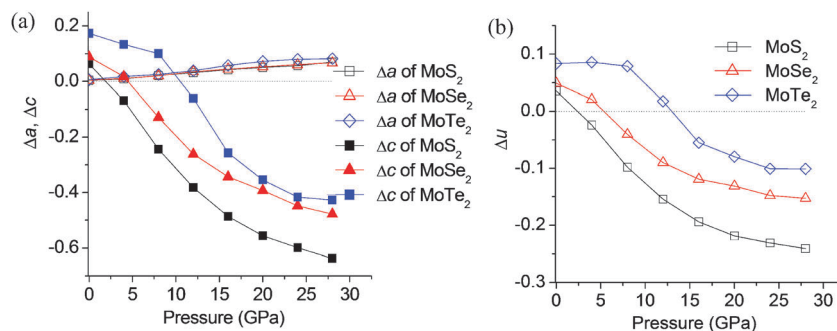 (a)
0.2
0.0
-0.2
-0.4
-0.6
Δa, Δc
0 5 10 15 20 25 30
Pressure (GPa)
Δa of MoS₂
Δa of MoSe₂
Δa of MoTe₂
Δc of MoS₂
Δc of MoSe₂
Δc of MoTe₂
(b)
0.1
0.0
-0.1
-0.2
-0.3
Δu
0 5 10 15 20 25 30
Pressure (GPa)
MoS₂
MoSe₂
MoTe₂